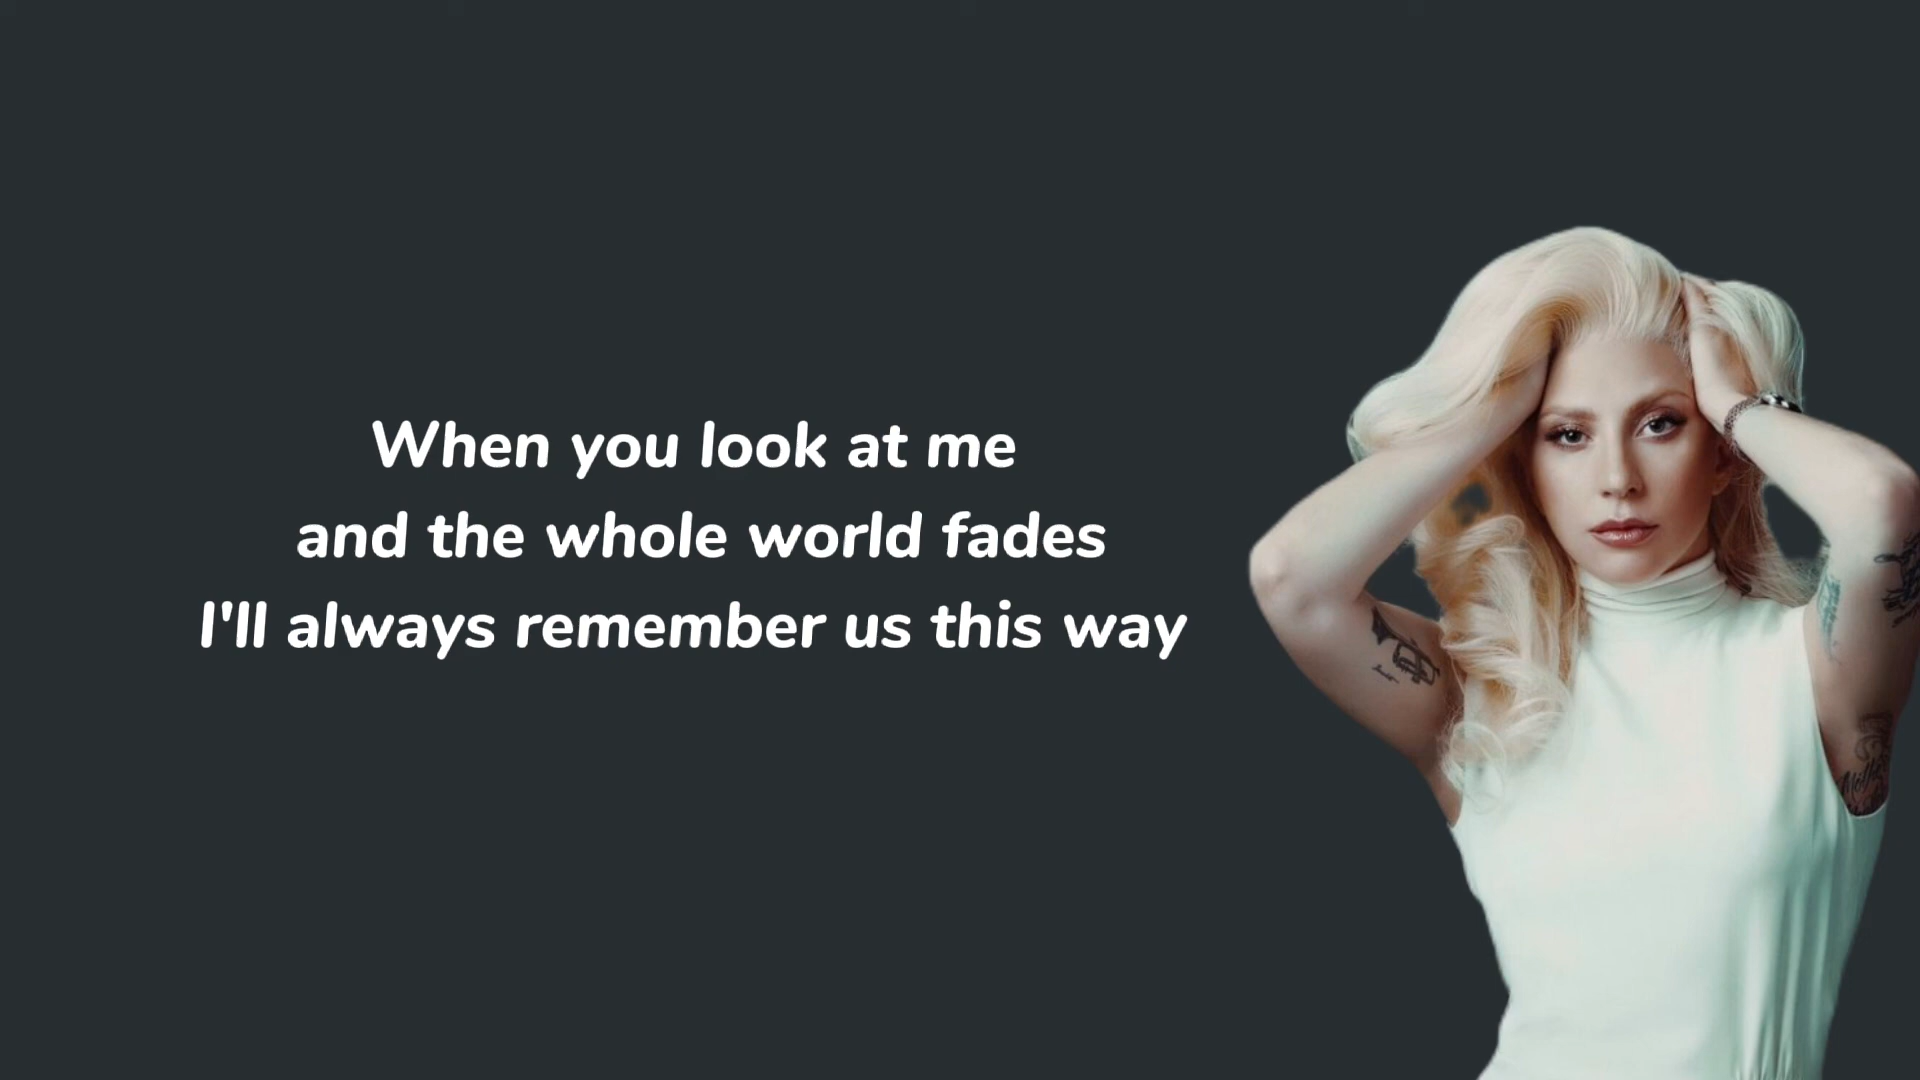 When you look at me
and the whole world fades
I'll always remember us this way